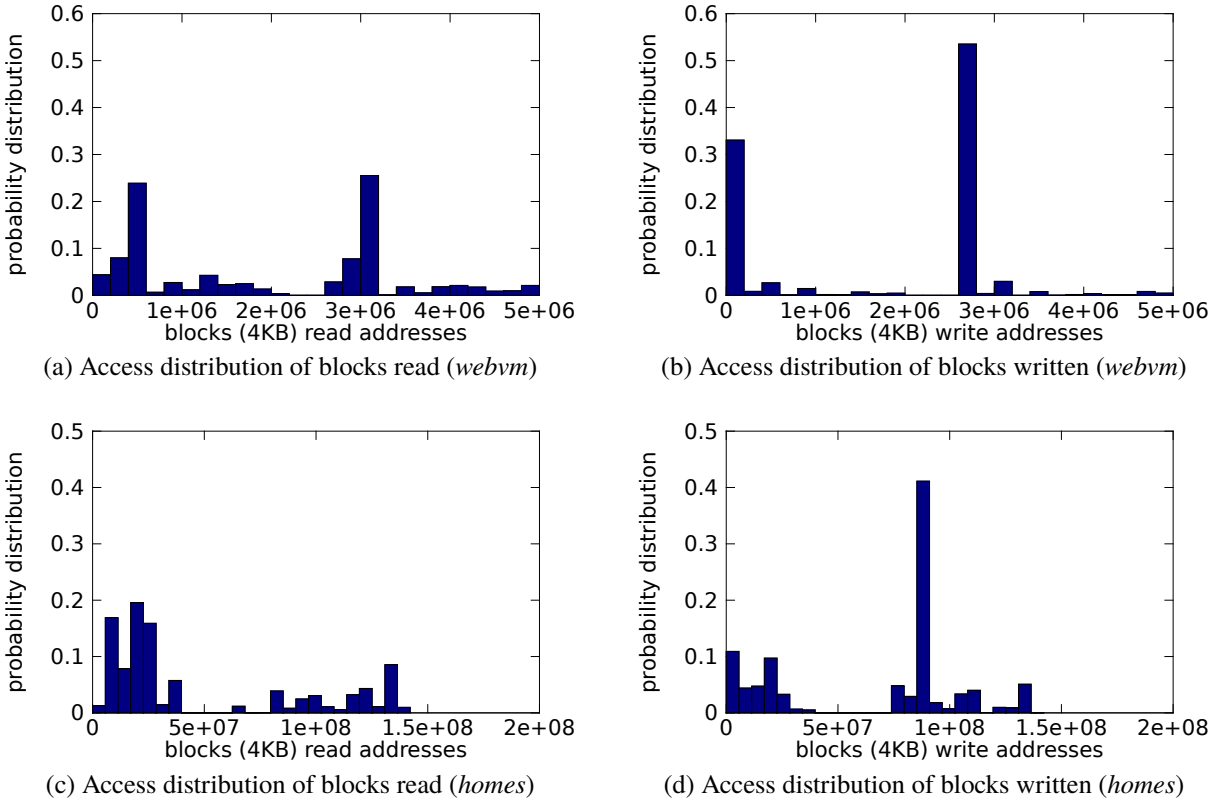 0.6
0.5
0.4
0.3
0.2
0.1
0
probability distribution
0 1e+06 2e+06 3e+06 4e+06 5e+06
blocks (4KB) read addresses
(a) Access distribution of blocks read (webvm)
0.6
0.5
0.4
0.3
0.2
0.1
0
probability distribution
0 1e+06 2e+06 3e+06 4e+06 5e+06
blocks (4KB) write addresses
(b) Access distribution of blocks written (webvm)
0.5
0.4
0.3
0.2
0.1
0
probability distribution
0 5e+07 1e+08 1.5e+08 2e+08
blocks (4KB) read addresses
(c) Access distribution of blocks read (homes)
0.5
0.4
0.3
0.2
0.1
0
probability distribution
0 5e+07 1e+08 1.5e+08 2e+08
blocks (4KB) write addresses
(d) Access distribution of blocks written (homes)